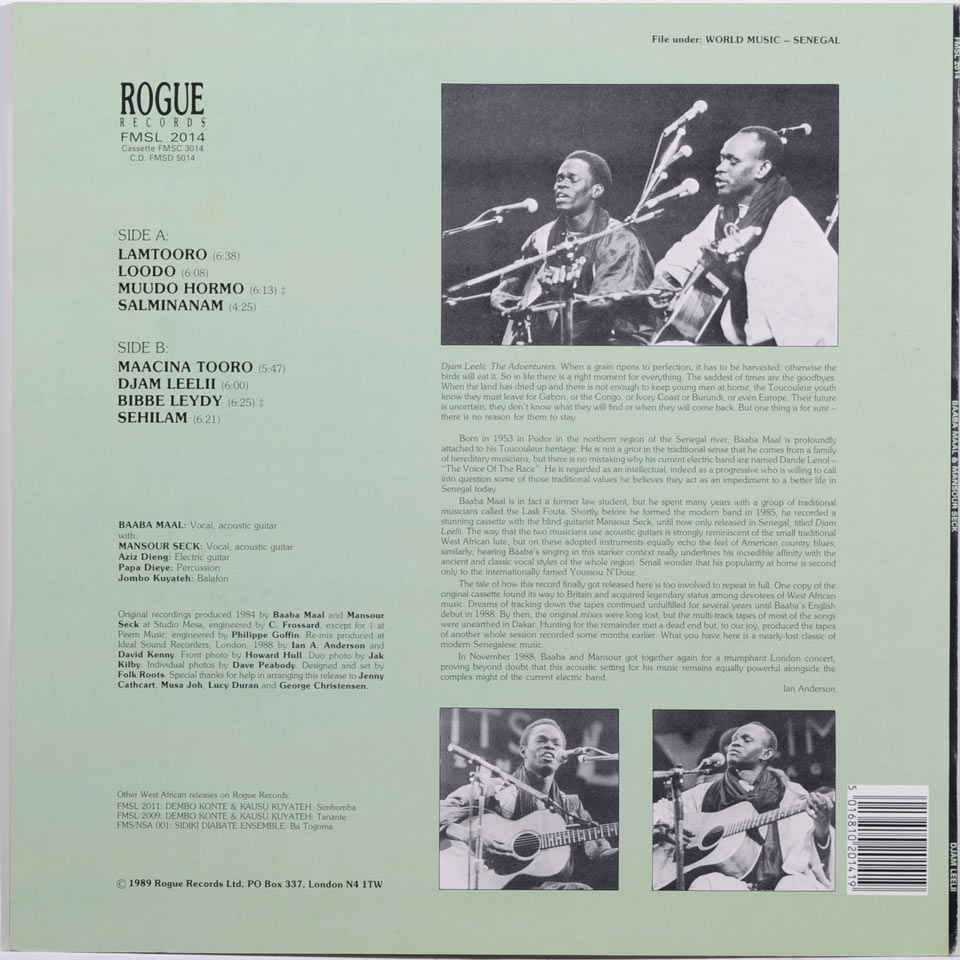 File under: WORLD MUSIC – SENEGAL
ROGUE
RECORDS
FMSL 2014
Cassette FMSC 3014
C.D. FMSD 5014
SIDE A:
LAMTOORO (6:38)
LOODO (6:08)
MUUDO HORMO (6:13) ‡
SALMINANAM (4:25)
SIDE B:
MAACINA TOORO (5:47)
DJAM LEELII (6:00)
BIBBE LEYDY (6:25) ‡
SEHILAM (6:21)
BAABA MAAL: Vocal, acoustic guitar
with:
MANSOUR SECK: Vocal, acoustic guitar
Aziz Dieng: Electric guitar
Papa Dieye: Percussion
Jombo Kuyateh: Balafon
Original recordings produced 1984 by Baaba Maal and Mansour
Seck at Studio Mesa, engineered by C. Frossard, except for ‡ at
Peem Music, engineered by Philippe Goffin. Re-mix produced at
Ideal Sound Recorders, London, 1988 by Ian A. Anderson and
David Kenny. Front photo by Howard Hull. Duo photo by Jak
Kilby. Individual photos by Dave Peabody. Designed and set by
Folk Roots. Special thanks for help in arranging this release to Jenny
Cathcart, Musa Joh, Lucy Duran and George Christensen.
Other West African releases on Rogue Records:
FMSL 2011: DEMBO KONTE & KAUSU KUYATEH: Simbomba
FMSL 2009: DEMBO KONTE & KAUSU KUYATEH: Tanante
FMS/NSA 001: SIDIKI DIABATE ENSEMBLE: Ba Togoma
© 1989 Rogue Records Ltd, PO Box 337, London N4 1TW
Djam Leelii: The Adventurers. When a grain ripens to perfection, it has to be harvested; otherwise the
birds will eat it. So in life there is a right moment for everything. The saddest of times are the goodbyes.
When the land has dried up and there is not enough to keep young men at home, the Toucouleur youth
know they must leave for Gabon, or the Congo, or Ivory Coast or Burundi, or even Europe. Their future
is uncertain; they don't know what they will find or when they will come back. But one thing is for sure –
there is no reason for them to stay.
Born in 1953 in Podor in the northern region of the Senegal river, Baaba Maal is profoundly
attached to his Toucouleur heritage. He is not a griot in the traditional sense that he comes from a family
of hereditary musicians, but there is no mistaking why his current electric band are named Dande Lenol –
"The Voice Of The Race". He is regarded as an intellectual, indeed as a progressive who is willing to call
into question some of those traditional values he believes they act as an impediment to a better life in
Senegal today.
Baaba Maal is in fact a former law student, but he spent many years with a group of traditional
musicians called the Lasli Fouta. Shortly before he formed the modern band in 1985, he recorded a
stunning cassette with the blind guitarist Mansour Seck, until now only released in Senegal, titled Djam
Leelii. The way that the two musicians use acoustic guitars is strongly reminiscent of the small traditional
West African lute, but on these adopted instruments equally echo the feel of American country blues;
similarly, hearing Baaba's singing in this starker context really underlines his incredible affinity with the
ancient and classic vocal styles of the whole region. Small wonder that his popularity at home is second
only to the internationally famed Youssou N'Dour.
The tale of how this record finally got released here is too involved to repeat in full. One copy of the
original cassette found its way to Britain and acquired legendary status among devotees of West African
music. Dreams of tracking down the tapes continued unfulfilled for several years until Baaba's English
debut in 1988. By then, the original mixes were long lost, but the multi-track tapes of most of the songs
were unearthed in Dakar. Hunting for the remainder met a dead end but, to our joy, produced the tapes
of another whole session recorded some months earlier. What you have here is a nearly-lost classic of
modern Senegalese music.
In November 1988, Baaba and Mansour got together again for a triumphant London concert,
proving beyond doubt that this acoustic setting for his music remains equally powerful alongside the
complex might of the current electric band.
Ian Anderson
5 016810 201419
FMSL 2014
BAABA MAAL & MANSOUR SECK
DJAM LEELII